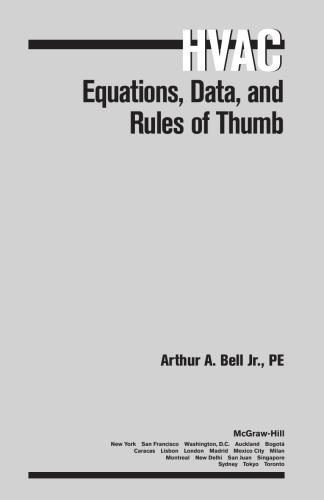 HVAC
Equations, Data, and
Rules of Thumb
Arthur A. Bell Jr., PE
McGraw-Hill
New York San Francisco Washington, D.C. Auckland Bogotá
Caracas Lisbon London Madrid Mexico City Milan
Montreal New Delhi San Juan Singapore
Sydney Tokyo Toronto